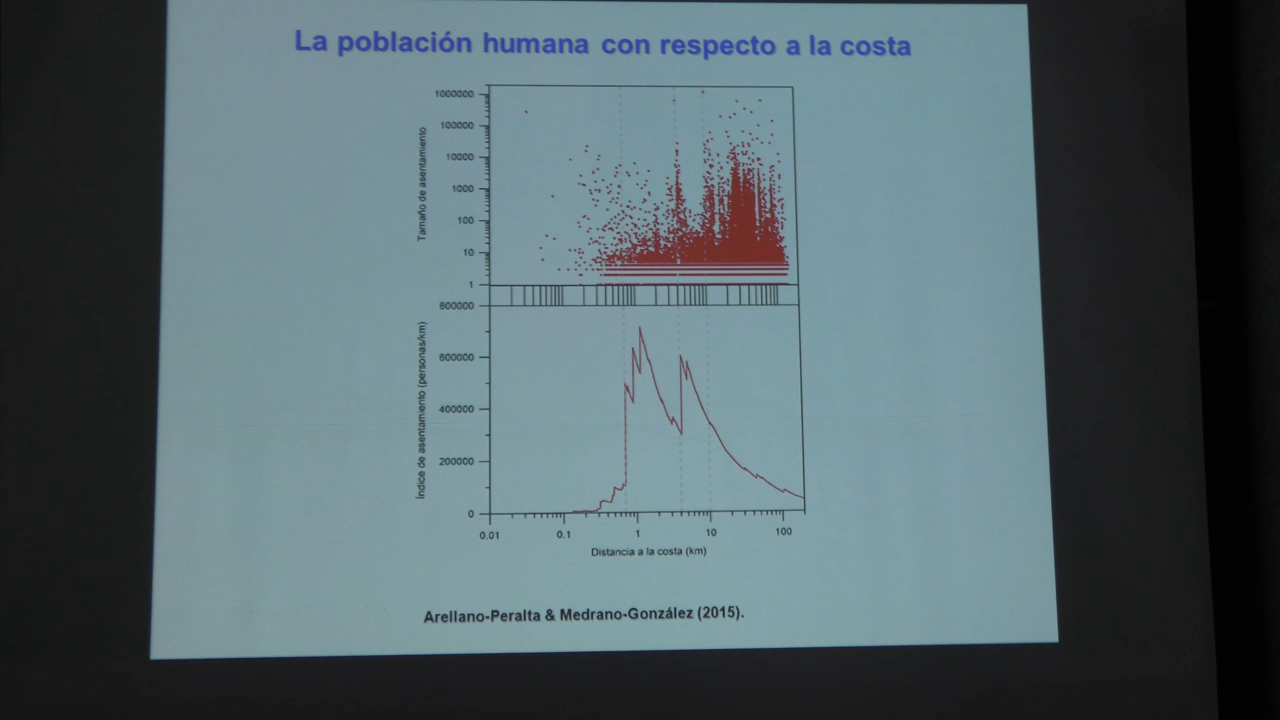 La población humana con respecto a la costa
1000000
100000
10000
1000
100
10
1
Tamaño de asentamiento
800000
600000
400000
200000
0
Índice de asentamiento (personas/km)
0.01 0.1 1 10 100
Distancia a la costa (km)
Arellano-Peralta & Medrano-González (2015).